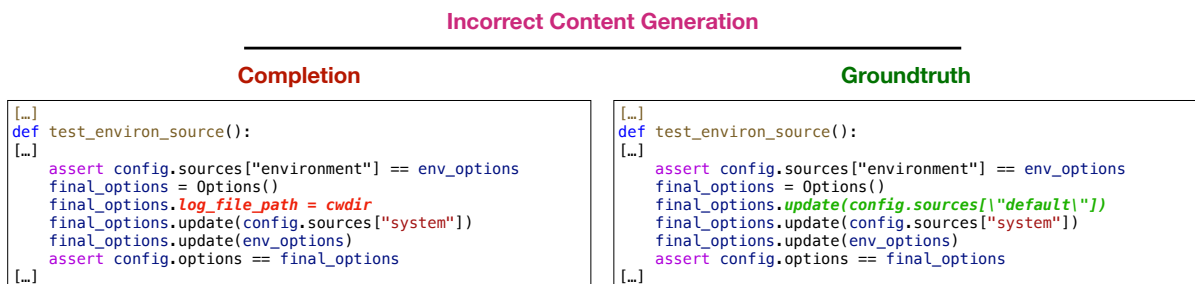 Incorrect Content Generation
Completion
[…]
def test_environ_source():
[…]
    assert config.sources["environment"] == env_options
    final_options = Options()
    final_options.log_file_path = cwdir
    final_options.update(config.sources["system"])
    final_options.update(env_options)
    assert config.options == final_options
[…]
Groundtruth
[…]
def test_environ_source():
[…]
    assert config.sources["environment"] == env_options
    final_options = Options()
    final_options.update(config.sources[\"default\"])
    final_options.update(config.sources["system"])
    final_options.update(env_options)
    assert config.options == final_options
[…]